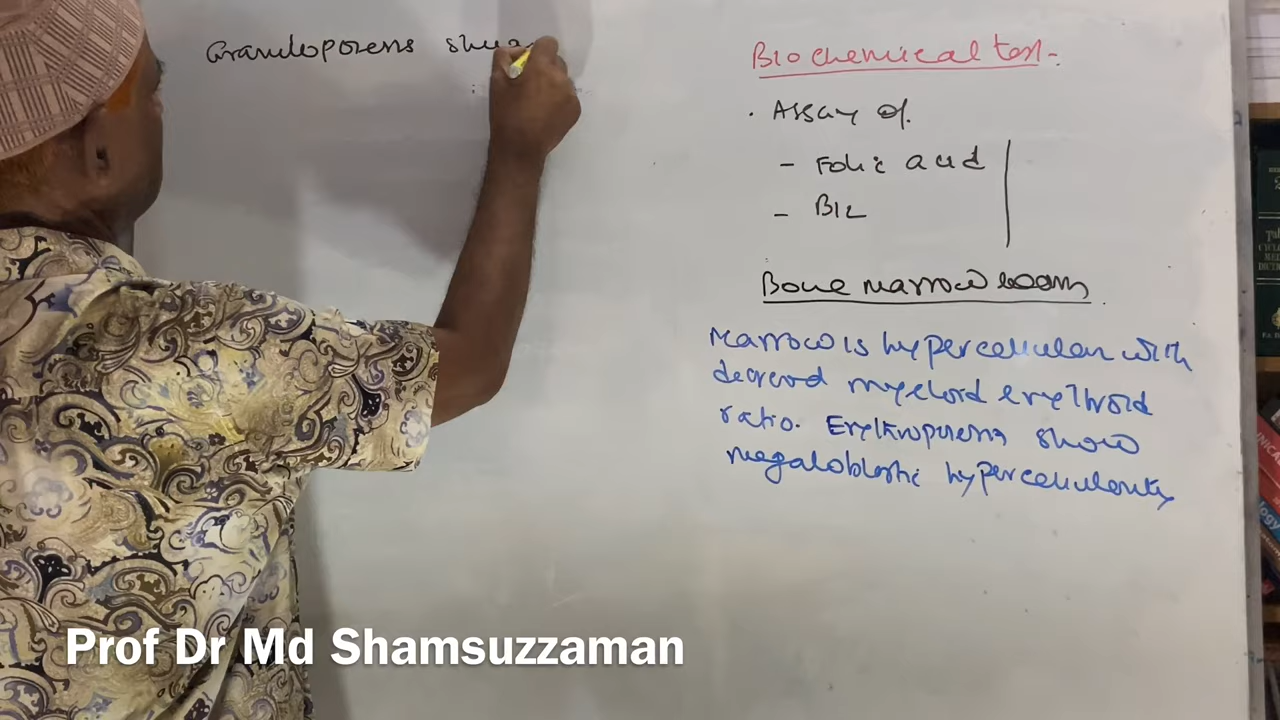 Granulopoiesis show
Biochemical test-
. Assay of.
- Folic acid
- B12
Bone marrow exam
Marrow is hypercellular with
decreased myeloid erythroid
ratio. Erythropoiesis show
megaloblastic hypercellularity
Prof Dr Md Shamsuzzaman